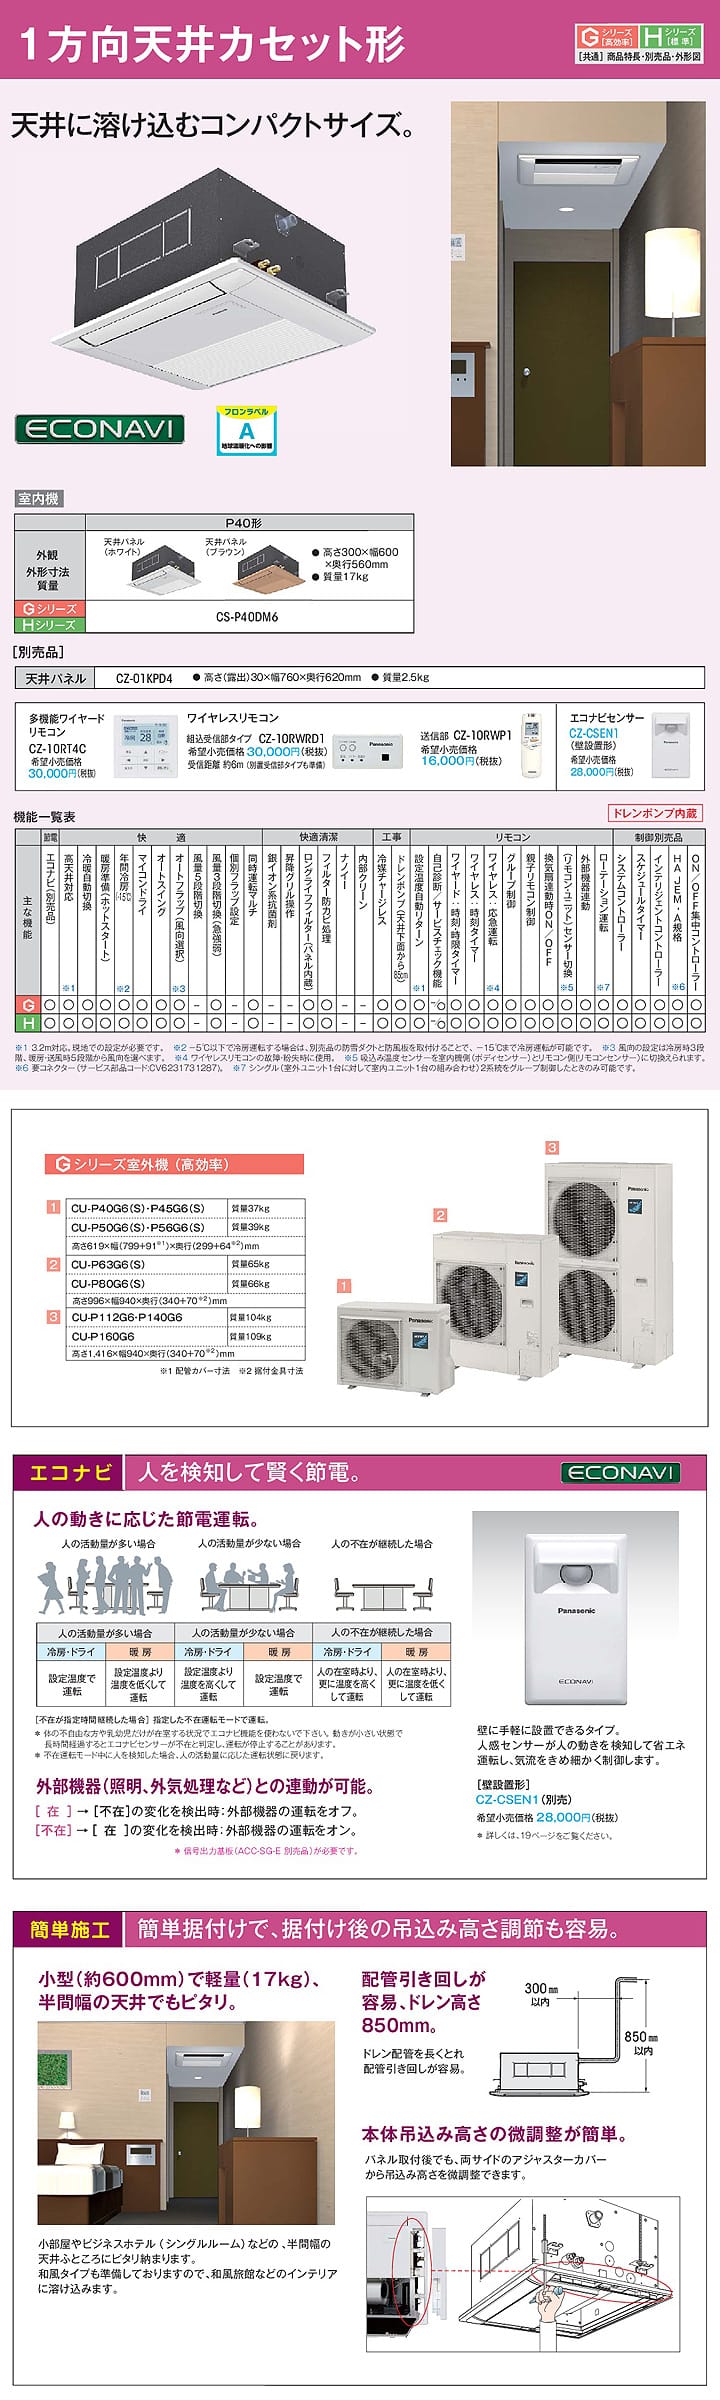 1方向天井カセット形
Gシリーズ[高効率] Hシリーズ[標準]
[共通] 商品特長・別売品・外形図
天井に溶け込むコンパクトサイズ。
ECONAVI
フロンラベル
A
地球温暖化への影響
室内機
P40形
外観
外形寸法
質量
天井パネル
(ホワイト)
天井パネル
(ブラウン)
● 高さ300×幅600
×奥行560mm
● 質量17kg
Gシリーズ
Hシリーズ
CS-P40DM6
[別売品]
天井パネル CZ-01KPD4 ● 高さ(露出)30×幅760×奥行620mm ● 質量2.5kg
多機能ワイヤード
リモコン
CZ-10RT4C
希望小売価格
30,000円(税抜)
ワイヤレスリモコン
組込受信部タイプ CZ-10RWRD1
希望小売価格 30,000円(税抜)
受信距離 約6m (別置受信部タイプも準備)
送信部 CZ-10RWP1
希望小売価格
16,000円(税抜)
エコナビセンサー
CZ-CSEN1
(壁設置形)
希望小売価格
28,000円(税抜)
機能一覧表
ドレンポンプ内蔵
節電 快適 快適清潔 工事 リモコン 制御別売品
主な機能
エコナビ(別売品)
高天井対応 ※1
冷暖自動切換
暖房準備(ホットスタート)
年間冷房-15℃ ※2
マイコンドライ
オートスイング
オートフラップ(風向選択) ※3
風量5段階切換
風量3段階切換(急強弱)
個別フラップ設定
同時運転マルチ
銀イオン系抗菌剤
昇降グリル操作
ロングライフフィルター(パネル内蔵)
フィルター防カビ処理
ナノイー
内部クリーン
冷媒チャージレス
ドレンポンプ(天井下面から85cm)
設定温度自動リターン ※1
自己診断/サービスチェック機能
ワイヤード:時刻・時限タイマー
ワイヤレス:時刻タイマー
ワイヤレス:応急運転 ※4
グループ制御
親子リモコン制御
換気扇連動時ON/OFF
(リモコン・ユニット)センサー切換 ※5
外部機器連動
ローテーション運転 ※7
システムコントローラー
スケジュールタイマー
インテリジェントコントローラー
HA JEM・A規格 ※6
ON/OFF集中コントローラー
G ○ ○ ○ ○ ○ ○ ○ ○ － ○ － ○ － － ○ ○ － － ○ ○ ○ －/○ ○ ○ ○ ○ ○ ○ ○ ○ ○ ○ ○ ○ ○ ○
H ○ ○ ○ ○ ○ ○ ○ ○ － ○ － ○ － － ○ ○ － － ○ ○ ○ －/○ ○ ○ ○ ○ ○ ○ ○ ○ ○ ○ ○ ○ ○ ○
※1 3.2m対応。現地での設定が必要です。 ※2 －5℃以下で冷房運転する場合は、別売品の防雪ダクトと防風板を取付けることで、－15℃まで冷房運転が可能です。 ※3 風向の設定は冷房時3段
階、暖房・送風時5段階から風向を選べます。 ※4 ワイヤレスリモコンの故障・紛失時に使用。 ※5 吸込み温度センサーを室内機側(ボディセンサー)とリモコン側(リモコンセンサー)に切換えられます。
※6 要コネクター(サービス部品コード:CV6231731287)。 ※7 シングル(室外ユニット1台に対して室内ユニット1台の組み合わせ)2系統をグループ制御したときのみ可能です。
Gシリーズ室外機(高効率)
1 CU-P40G6(S)・P45G6(S) 質量37kg
CU-P50G6(S)・P56G6(S) 質量39kg
高さ619×幅(799+91※1)×奥行(299+64※2)mm
2 CU-P63G6(S) 質量65kg
CU-P80G6(S) 質量66kg
高さ996×幅940×奥行(340+70※2)mm
3 CU-P112G6・P140G6 質量104kg
CU-P160G6 質量109kg
高さ1,416×幅940×奥行(340+70※2)mm
※1 配管カバー寸法 ※2 据付金具寸法
1
2
3
Panasonic
Panasonic
Panasonic
エコナビ 人を検知して賢く節電。 ECONAVI
人の動きに応じた節電運転。
人の活動量が多い場合 人の活動量が少ない場合 人の不在が継続した場合
人の活動量が多い場合 人の活動量が少ない場合 人の不在が継続した場合
冷房・ドライ 暖房 冷房・ドライ 暖房 冷房・ドライ 暖房
設定温度で運転 設定温度より温度を低くして運転 設定温度より温度を高くして運転 設定温度で運転 人の在室時より、更に温度を高くして運転 人の在室時より、更に温度を低くして運転
[不在が指定時間継続した場合] 指定した不在運転モードで運転。
＊ 体の不自由な方や乳幼児だけが在室する状況でエコナビ機能を使わないで下さい。動きが小さい状態で
長時間経過するとエコナビセンサーが不在と判定し、運転が停止することがあります。
＊ 不在運転モード中に人を検知した場合、人の活動量に応じた運転状態に戻ります。
外部機器(照明、外気処理など)との連動が可能。
[ 在 ] → [不在]の変化を検出時:外部機器の運転をオフ。
[不在] → [ 在 ]の変化を検出時:外部機器の運転をオン。
＊ 信号出力基板(ACC-SG-E 別売品)が必要です。
Panasonic
ECONAVI
壁に手軽に設置できるタイプ。
人感センサーが人の動きを検知して省エネ
運転し、気流をきめ細かく制御します。
[壁設置形]
CZ-CSEN1(別売)
希望小売価格 28,000円(税抜)
＊ 詳しくは、19ページをご覧ください。
簡単施工 簡単据付けで、据付け後の吊込み高さ調節も容易。
小型(約600mm)で軽量(17kg)、
半間幅の天井でもピタリ。
小部屋やビジネスホテル(シングルルーム)などの、半間幅の
天井ふところにピタリ納まります。
和風タイプも準備しておりますので、和風旅館などのインテリア
に溶け込みます。
配管引き回しが
容易、ドレン高さ
850mm。
ドレン配管を長くとれ
配管引き回しが容易。
300mm
以内
850mm
以内
本体吊込み高さの微調整が簡単。
パネル取付後でも、両サイドのアジャスターカバー
から吊込み高さを微調整できます。